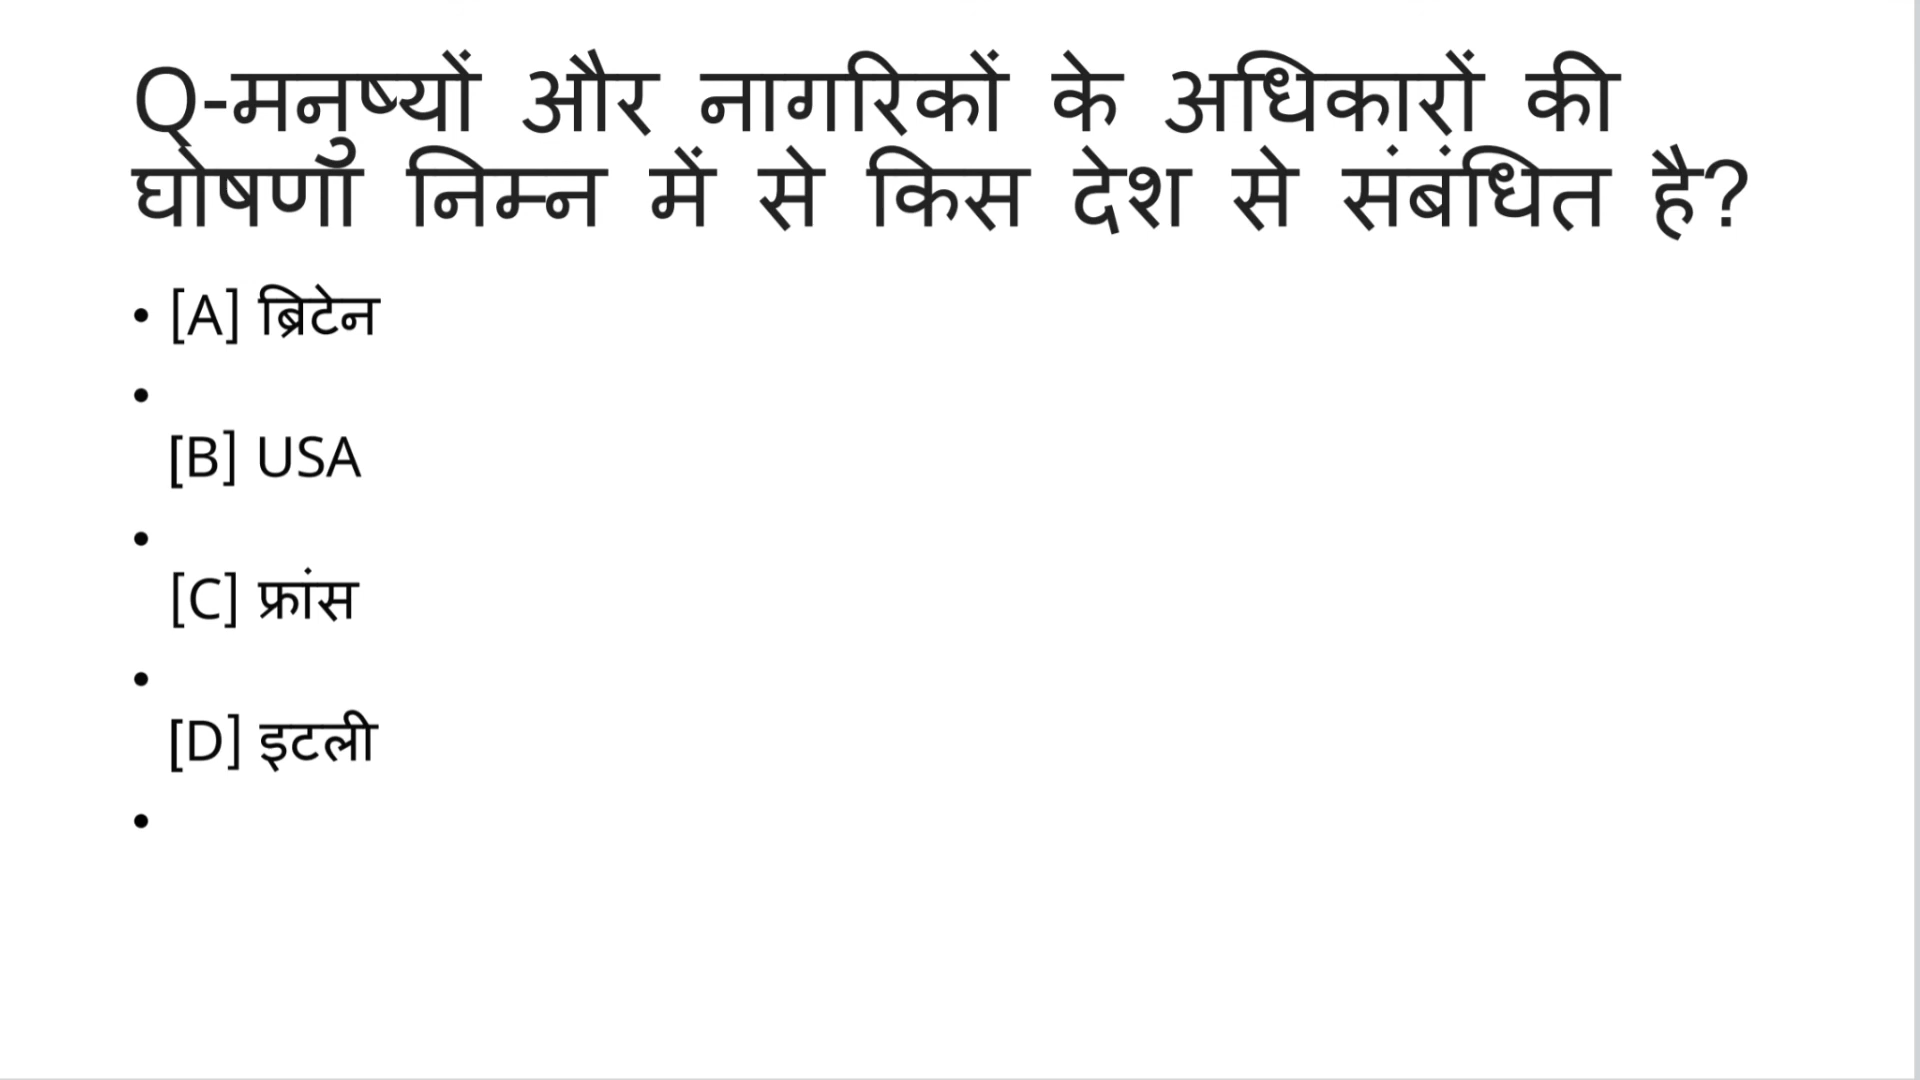 Q-मनुष्यों और नागरिकों के अधिकारों की
घोषणा निम्न में से किस देश से संबंधित है?
• [A] ब्रिटेन
•
[B] USA
•
[C] फ्रांस
•
[D] इटली
•